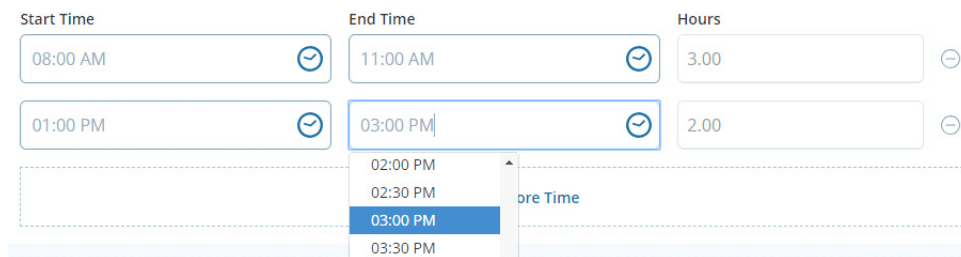 Start Time End Time Hours
08:00 AM 11:00 AM 3.00
01:00 PM 03:00 PM 2.00
02:00 PM
02:30 PM
ore Time
03:00 PM
03:30 PM